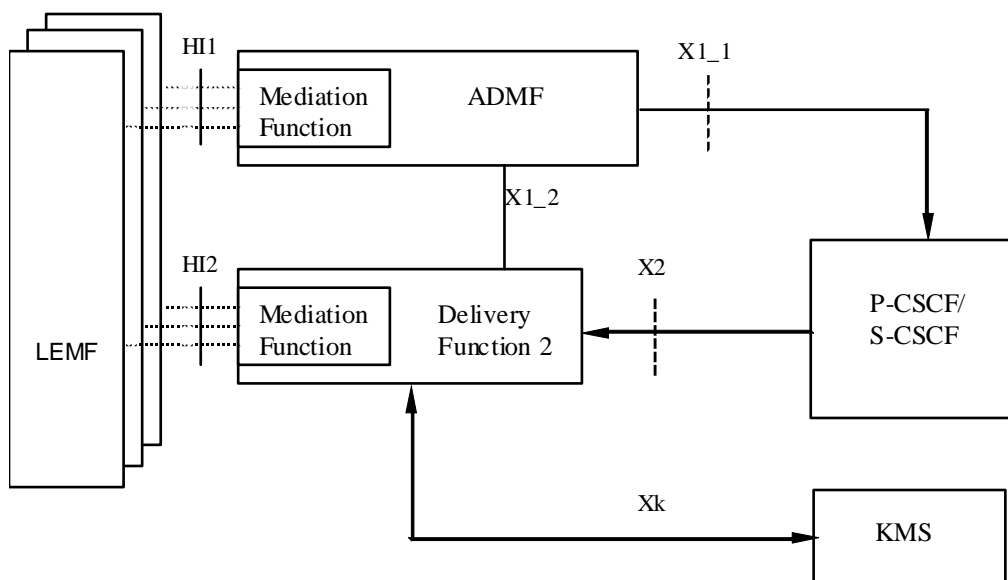 HI1
X1_1
Mediation
Function
ADMF
X1_2
HI2
X2
Mediation
Function
Delivery
Function 2
P-CSCF/
S-CSCF
LEMF
Xk
KMS